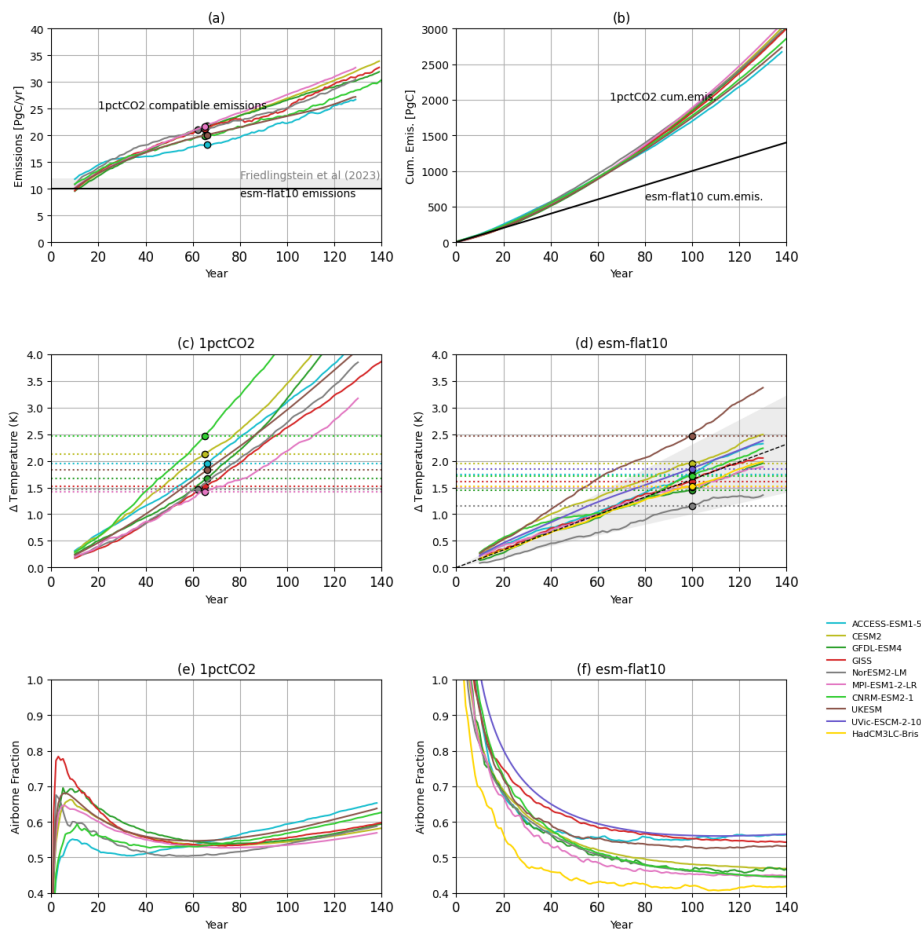 (a)
Emissions [PgC/yr]
40
35
30
25
20
15
10
5
0
1pctCO2 compatible emissions
Friedlingstein et al (2023)
esm-flat10 emissions
0 20 40 60 80 100 120 140
Year
(b)
Cum. Emis. [PgC]
3000
2500
2000
1500
1000
500
0
1pctCO2 cum.emis.
esm-flat10 cum.emis.
0 20 40 60 80 100 120 140
Year
(c) 1pctCO2
Δ Temperature (K)
4.0
3.5
3.0
2.5
2.0
1.5
1.0
0.5
0.0
0 20 40 60 80 100 120 140
Year
(d) esm-flat10
Δ Temperature (K)
4.0
3.5
3.0
2.5
2.0
1.5
1.0
0.5
0.0
0 20 40 60 80 100 120 140
Year
(e) 1pctCO2
Airborne Fraction
1.0
0.9
0.8
0.7
0.6
0.5
0.4
0 20 40 60 80 100 120 140
Year
(f) esm-flat10
Airborne Fraction
1.0
0.9
0.8
0.7
0.6
0.5
0.4
0 20 40 60 80 100 120 140
Year
ACCESS-ESM1-5
CESM2
GFDL-ESM4
GISS
NorESM2-LM
MPI-ESM1-2-LR
CNRM-ESM2-1
UKESM
UVic-ESCM-2-10
HadCM3LC-Bris